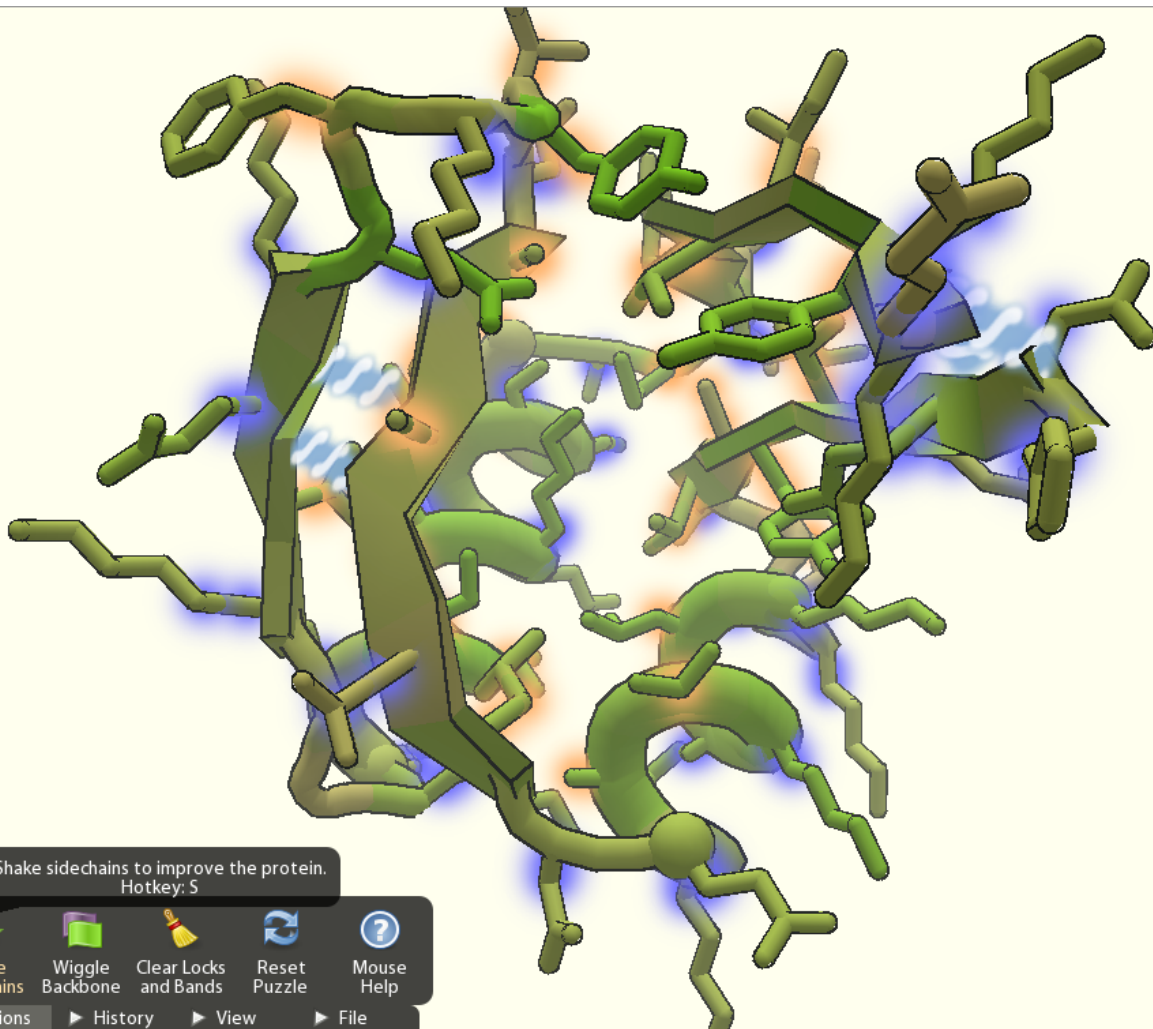 Shake sidechains to improve the protein.
Hotkey: S
Wiggle
Backbone
Clear Locks
and Bands
Reset
Puzzle
Mouse
Help
?
History
View
File